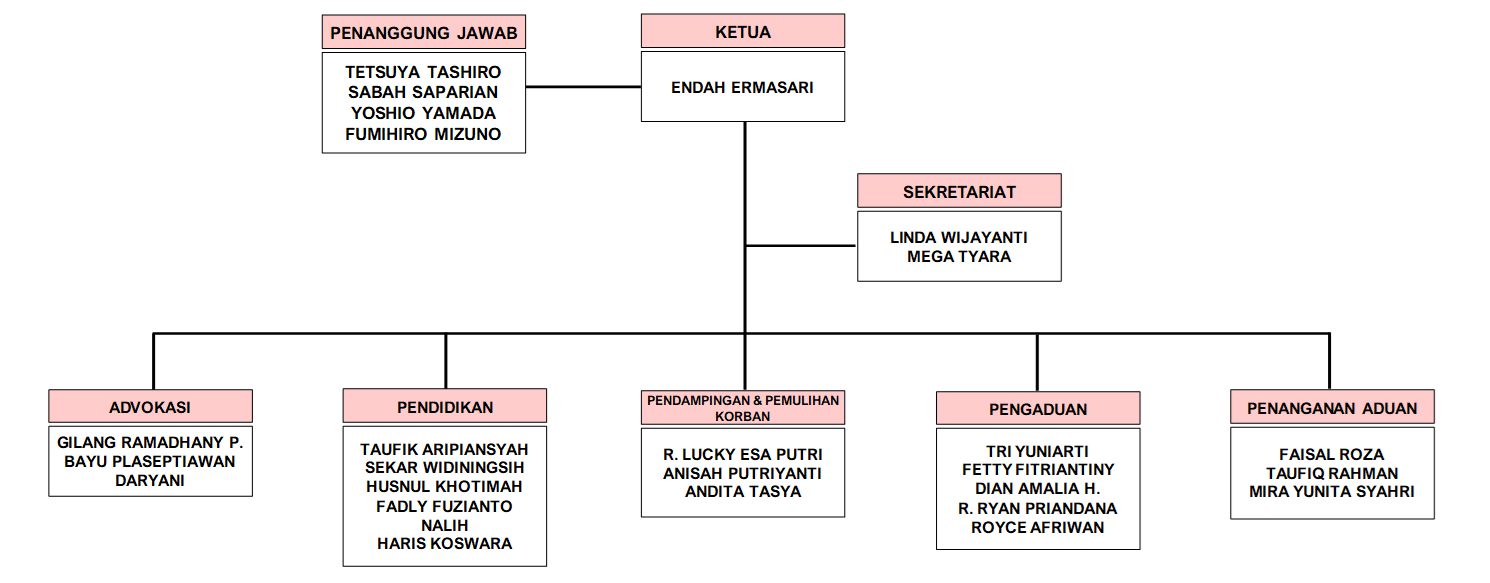 PENANGGUNG JAWAB
TETSUYA TASHIRO
SABAH SAPARIAN
YOSHIO YAMADA
FUMIHIRO MIZUNO
KETUA
ENDAH ERMASARI
SEKRETARIAT
LINDA WIJAYANTI
MEGA TYARA
ADVOKASI
GILANG RAMADHANY P.
BAYU PLASEPTIAWAN
DARYANI
PENDIDIKAN
TAUFIK ARIPIANSYAH
SEKAR WIDININGSIH
HUSNUL KHOTIMAH
FADLY FUZIANTO
NALIH
HARIS KOSWARA
PENDAMPINGAN & PEMULIHAN
KORBAN
R. LUCKY ESA PUTRI
ANISAH PUTRIYANTI
ANDITA TASYA
PENGADUAN
TRI YUNIARTI
FETTY FITRIANTINY
DIAN AMALIA H.
R. RYAN PRIANDANA
ROYCE AFRIWAN
PENANGANAN ADUAN
FAISAL ROZA
TAUFIQ RAHMAN
MIRA YUNITA SYAHRI